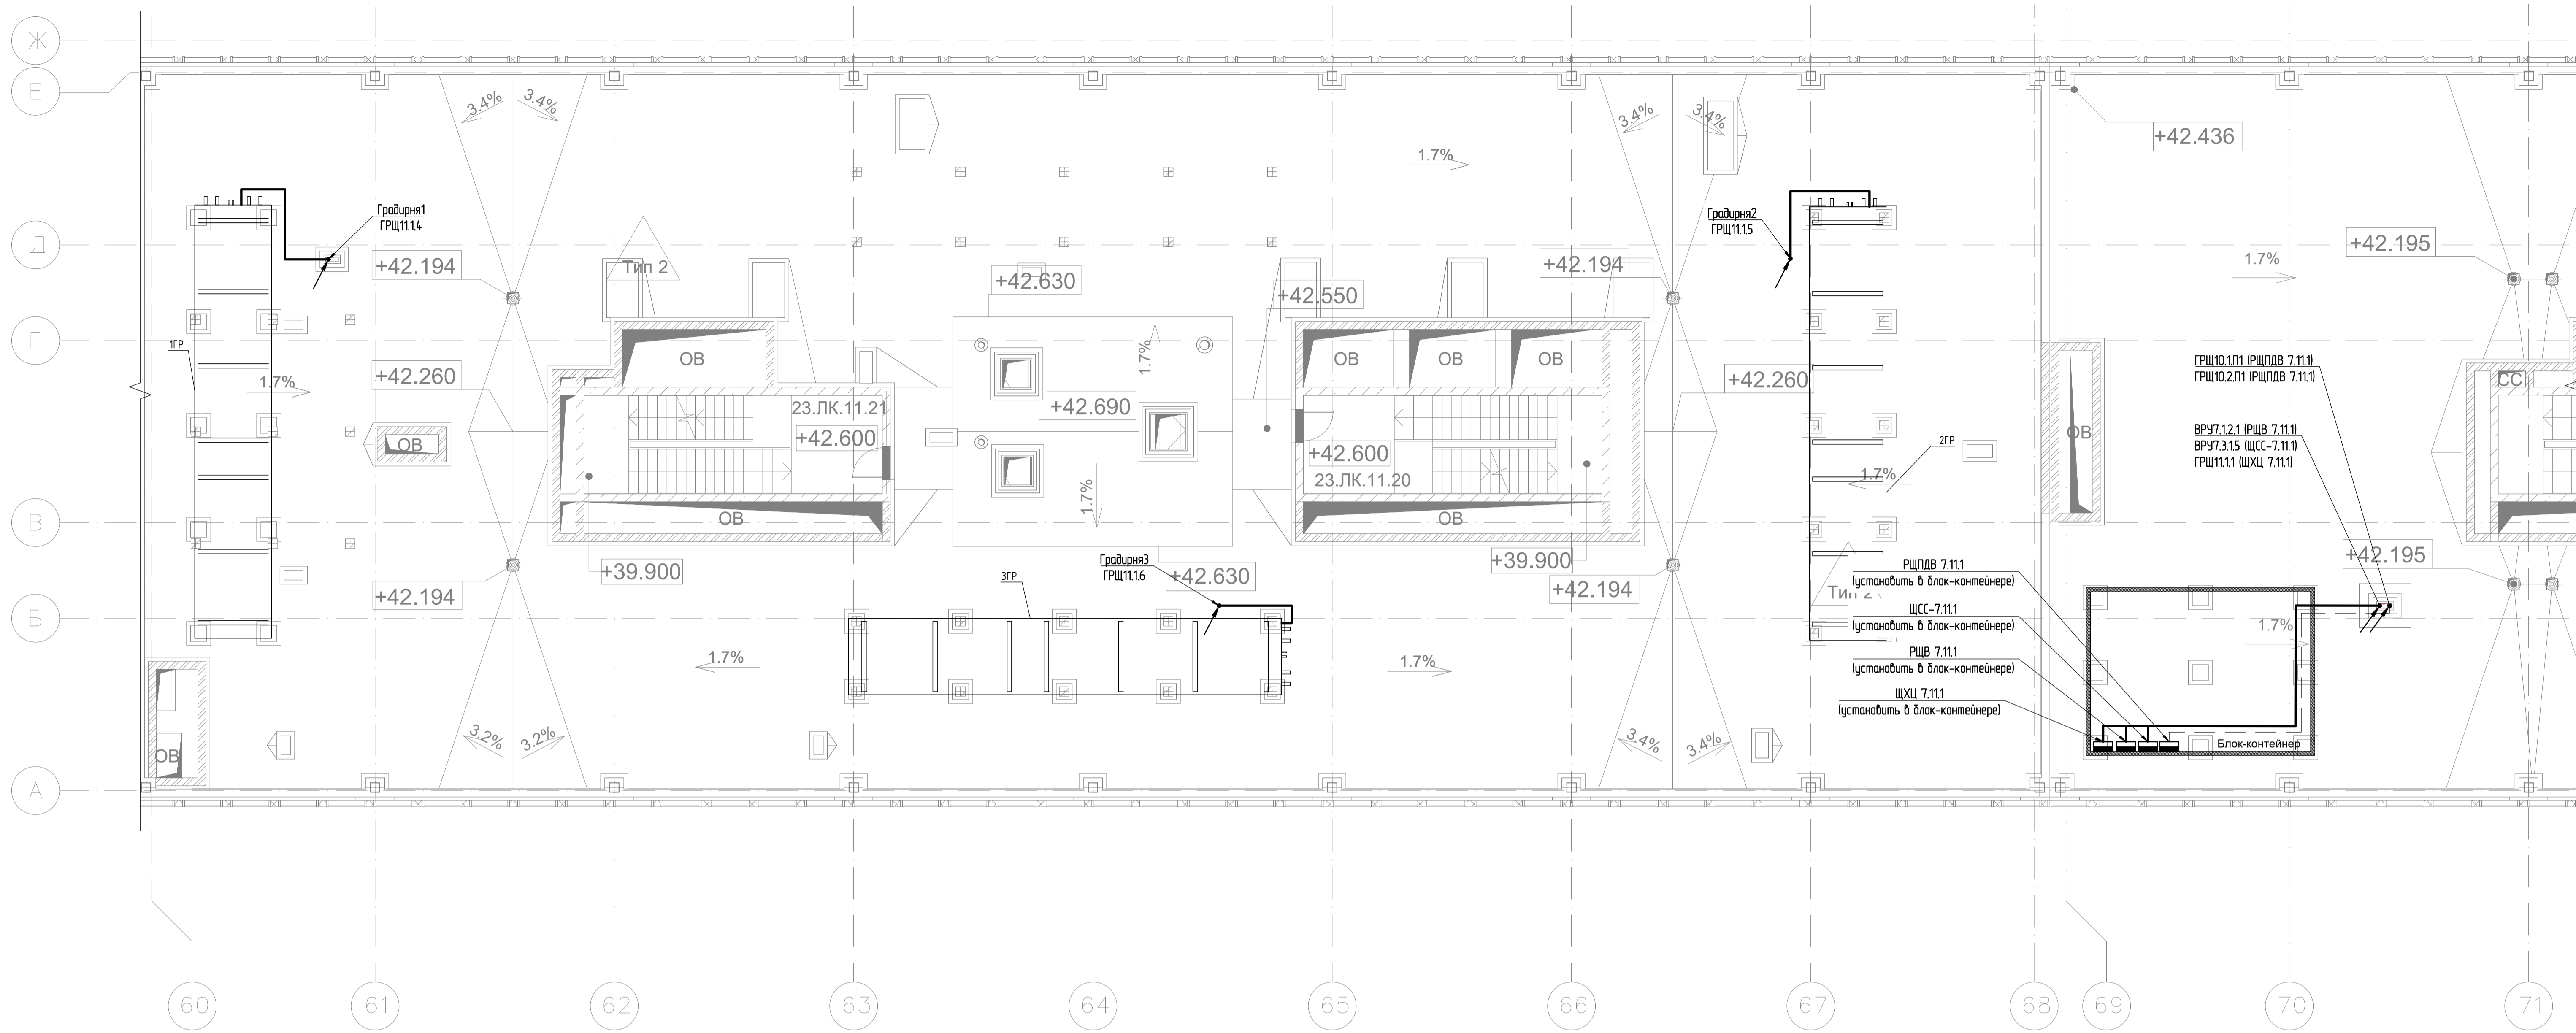 Ж
Е
3.4%
3.4%
3.4%
3.4%
+42.436
1.7%
Градирня1
ГРЩ11.1.4
Градирня2
ГРЩ11.1.5
Д
+42.194
Тип 2
+42.630
+42.550
+42.194
+42.195
1.7%
Г
1ГР
ОВ
1.7%
ОВ
ОВ
ОВ
ГРЩ10.1.П1 (РЩПДВ 7.11.1)
ГРЩ10.2.П1 (РЩПДВ 7.11.1)
1.7%
+42.260
+42.260
СС
23.ЛК.11.21
+42.690
+42.600
ОВ
+42.600
2ГР
ОВ
ВРУ7.1.2.1 (РЩВ 7.11.1)
ВРУ7.3.1.5 (ЩСС-7.11.1)
ГРЩ11.1.1 (ЩХЦ 7.11.1)
23.ЛК.11.20
1.7%
1.7%
В
ОВ
ОВ
+39.900
Градирня3
ГРЩ11.1.6
+42.630
+39.900
+42.194
+42.195
3ГР
+42.194
РЩПДВ 7.11.1
(установить в блок-контейнере)
Тип 2
ЩСС-7.11.1
(установить в блок-контейнере)
Б
1.7%
РЩВ 7.11.1
(установить в блок-контейнере)
1.7%
1.7%
ЩХЦ 7.11.1
(установить в блок-контейнере)
3.2%
3.2%
3.4%
3.4%
Блок-контейнер
ОВ
А
60
61
62
63
64
65
66
67
68
69
70
71